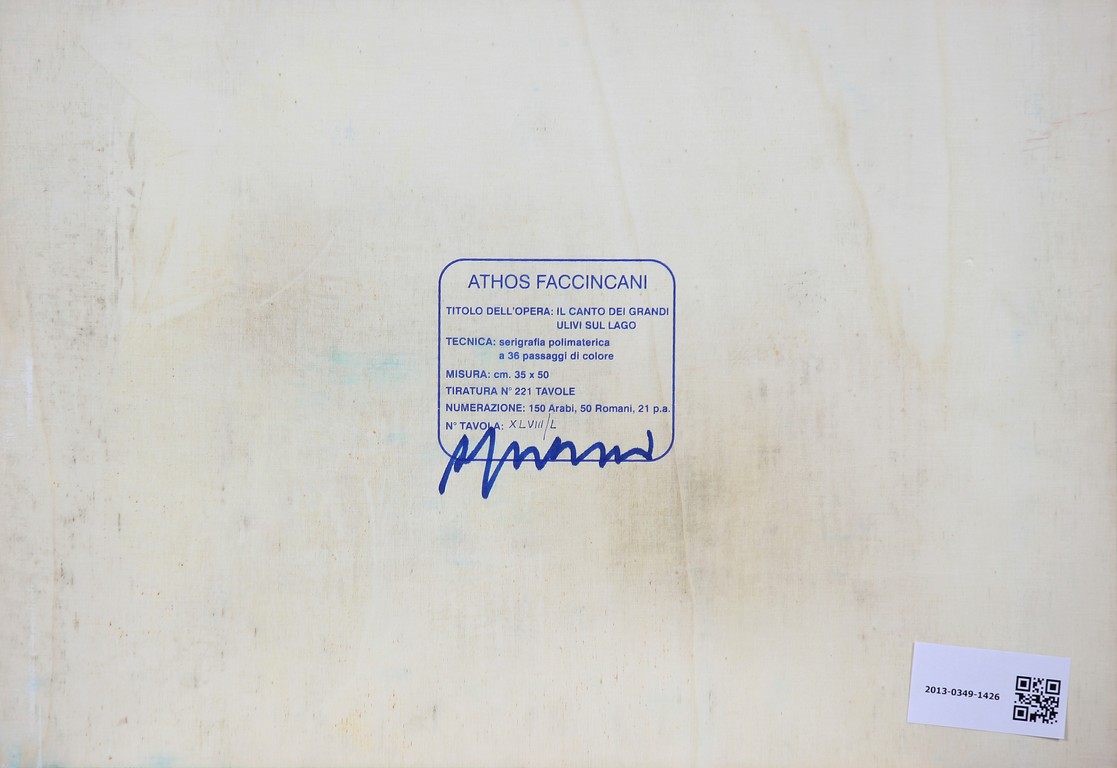 ATHOS FACCINCANI
TITOLO DELL'OPERA: IL CANTO DEI GRANDI
ULIVI SUL LAGO
TECNICA: serigrafia polimaterica
a 36 passaggi di colore
MISURA: cm. 35 x 50
TIRATURA N° 221 TAVOLE
NUMERAZIONE: 150 Arabi, 50 Romani, 21 p.a.
N° TAVOLA: XLVIII/L
2013-0349-1426